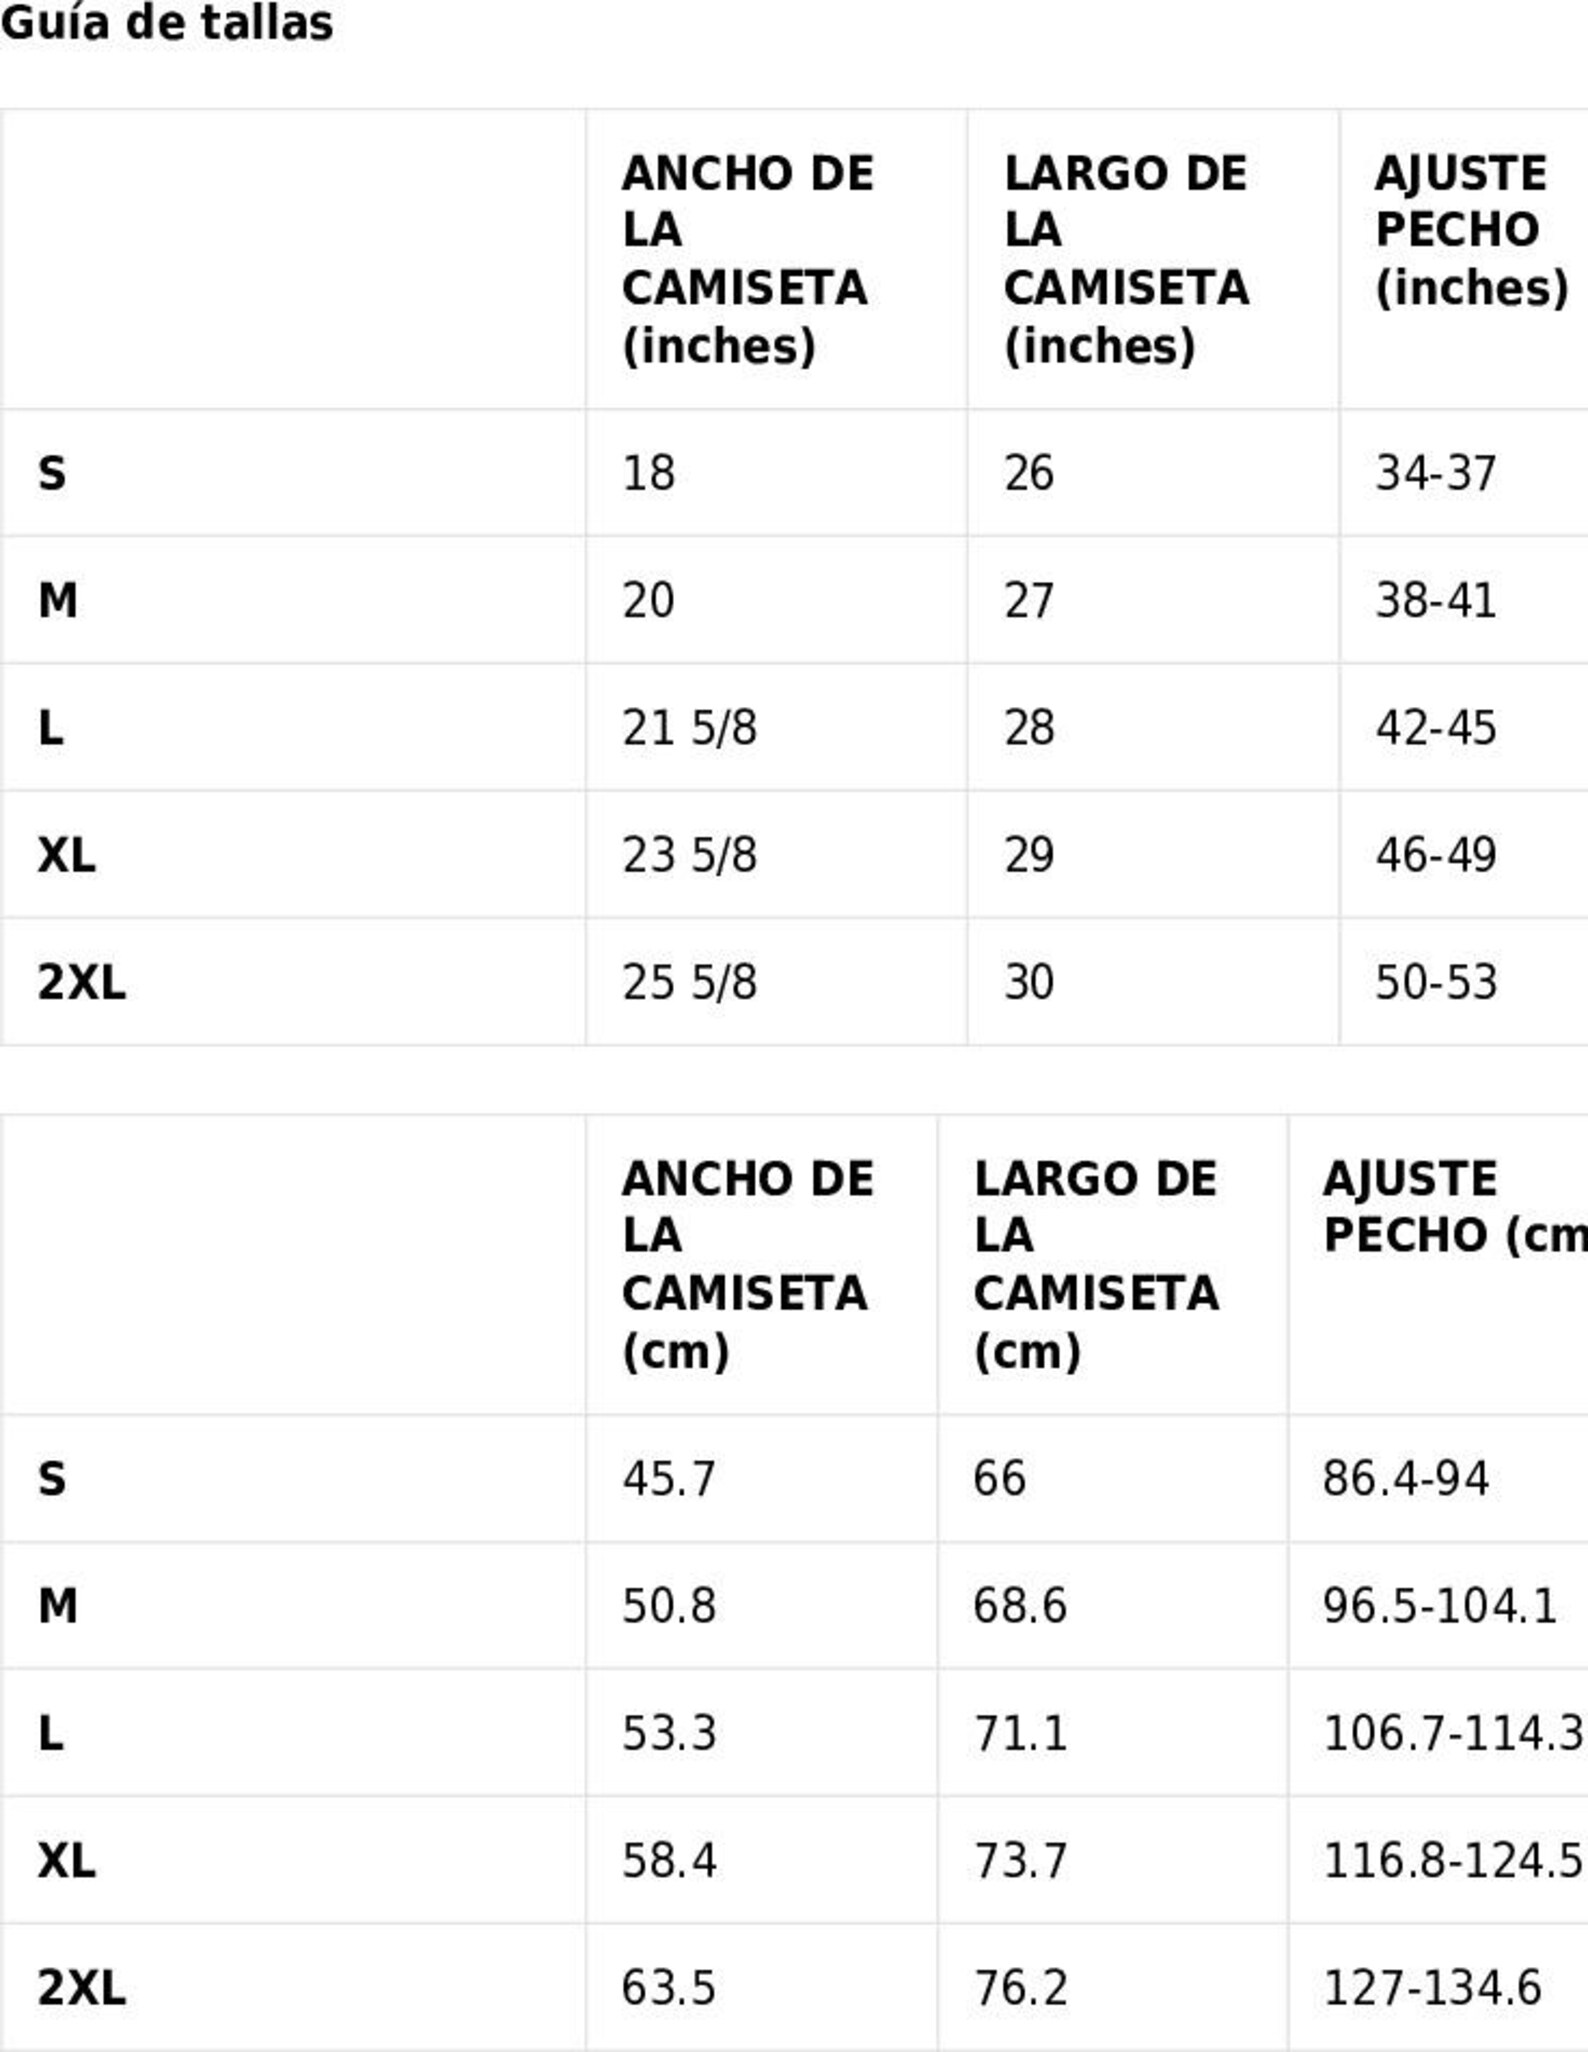 Guía de tallas
ANCHO DE LA CAMISETA (inches) LARGO DE LA CAMISETA (inches) AJUSTE PECHO (inches)
S 18 26 34-37
M 20 27 38-41
L 21 5/8 28 42-45
XL 23 5/8 29 46-49
2XL 25 5/8 30 50-53
ANCHO DE LA CAMISETA (cm) LARGO DE LA CAMISETA (cm) AJUSTE PECHO (cm
S 45.7 66 86.4-94
M 50.8 68.6 96.5-104.1
L 53.3 71.1 106.7-114.3
XL 58.4 73.7 116.8-124.5
2XL 63.5 76.2 127-134.6